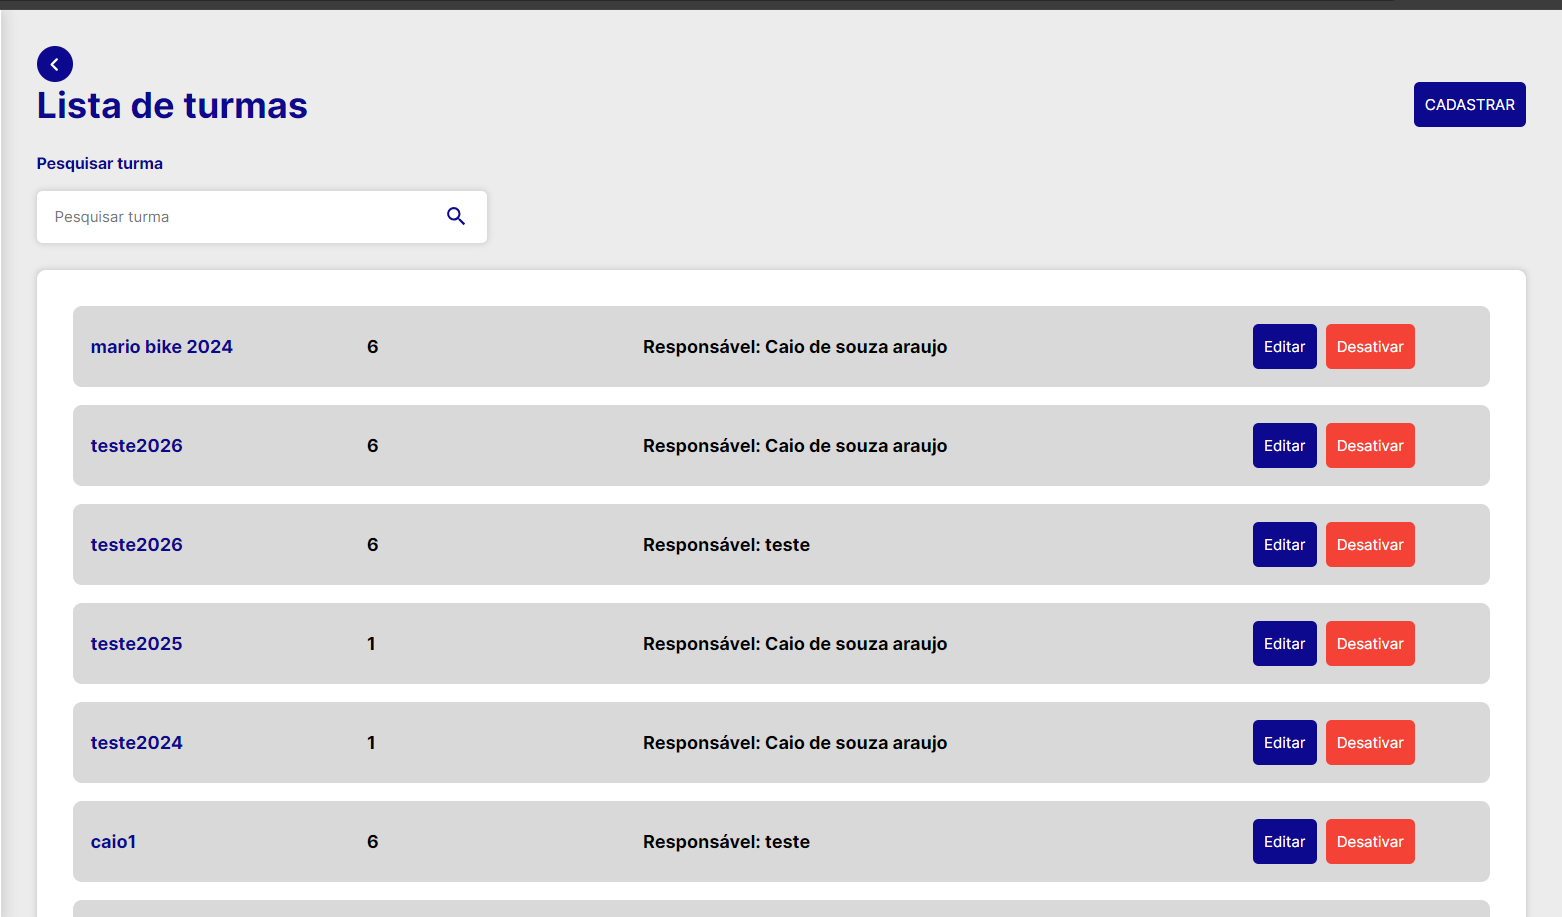 Lista de turmas
CADASTRAR
Pesquisar turma
Pesquisar turma
mario bike 2024 6 Responsável: Caio de souza araujo Editar Desativar
teste2026 6 Responsável: Caio de souza araujo Editar Desativar
teste2026 6 Responsável: teste Editar Desativar
teste2025 1 Responsável: Caio de souza araujo Editar Desativar
teste2024 1 Responsável: Caio de souza araujo Editar Desativar
caio1 6 Responsável: teste Editar Desativar